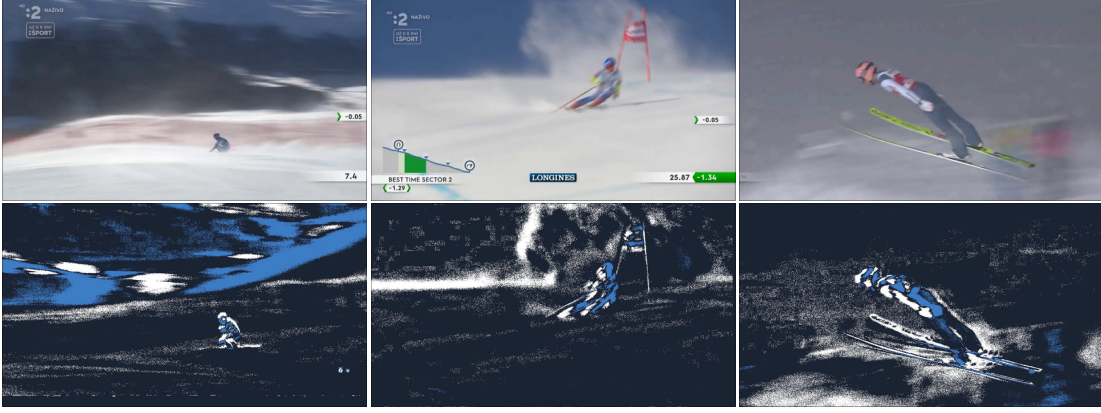 :2 NAŽIVO
ŠPORT
-0.05
7.4
:2 NAŽIVO
ŠPORT
-0.05
BEST TIME SECTOR 2
-1.29
LONGINES
25.87 -1.34
6